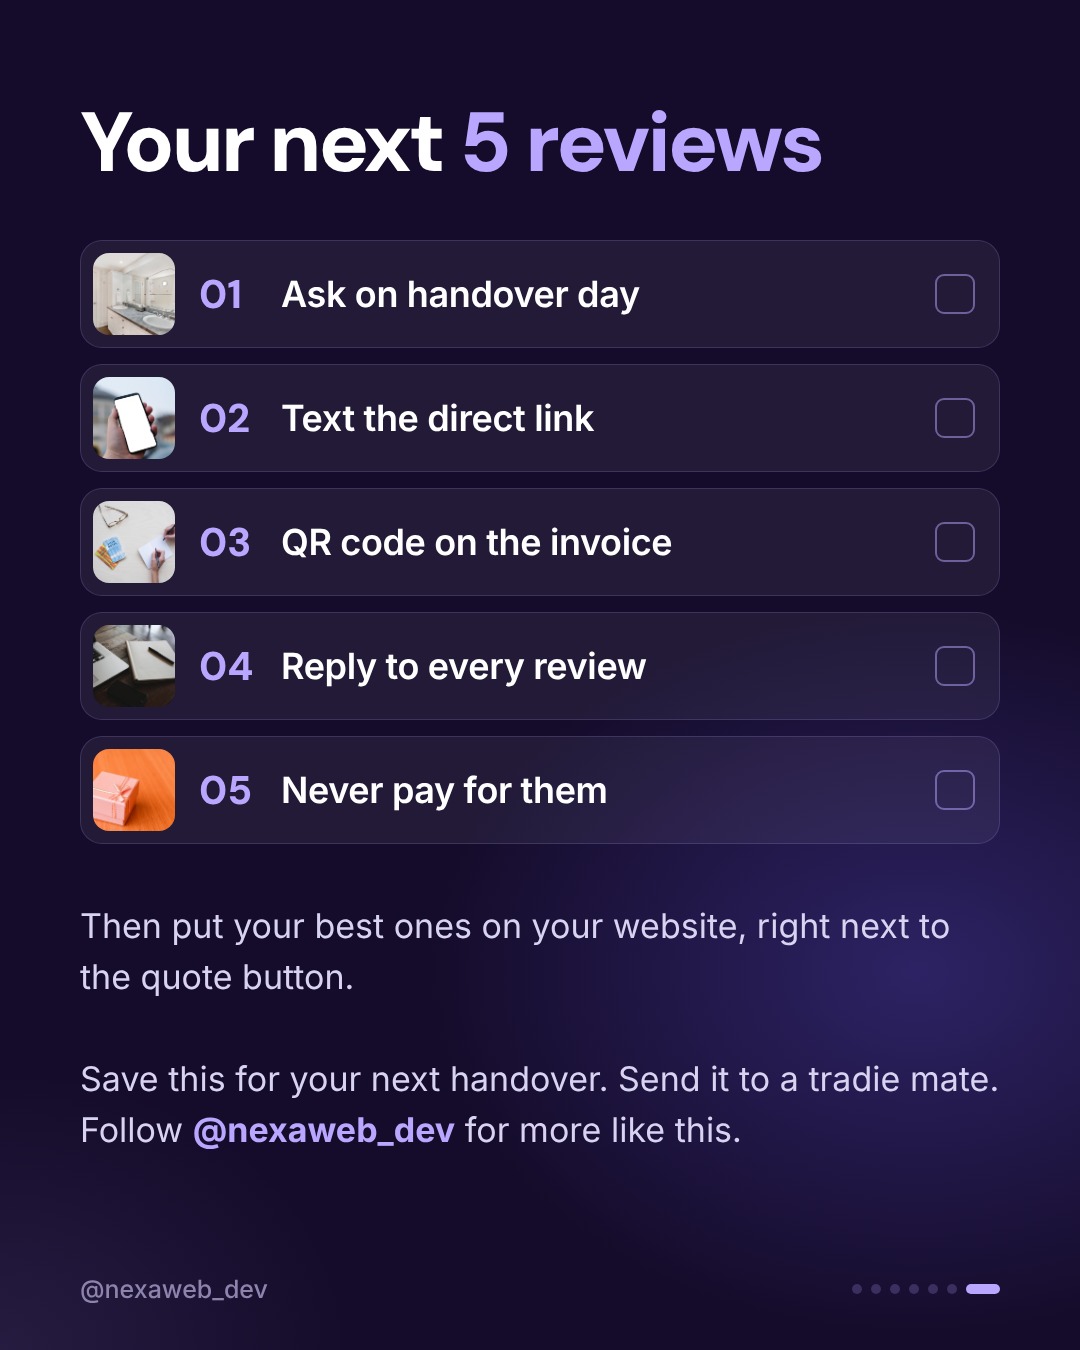 Your next 5 reviews
01 Ask on handover day
02 Text the direct link
03 QR code on the invoice
04 Reply to every review
05 Never pay for them
Then put your best ones on your website, right next to
the quote button.
Save this for your next handover. Send it to a tradie mate.
Follow @nexaweb_dev for more like this.
@nexaweb_dev